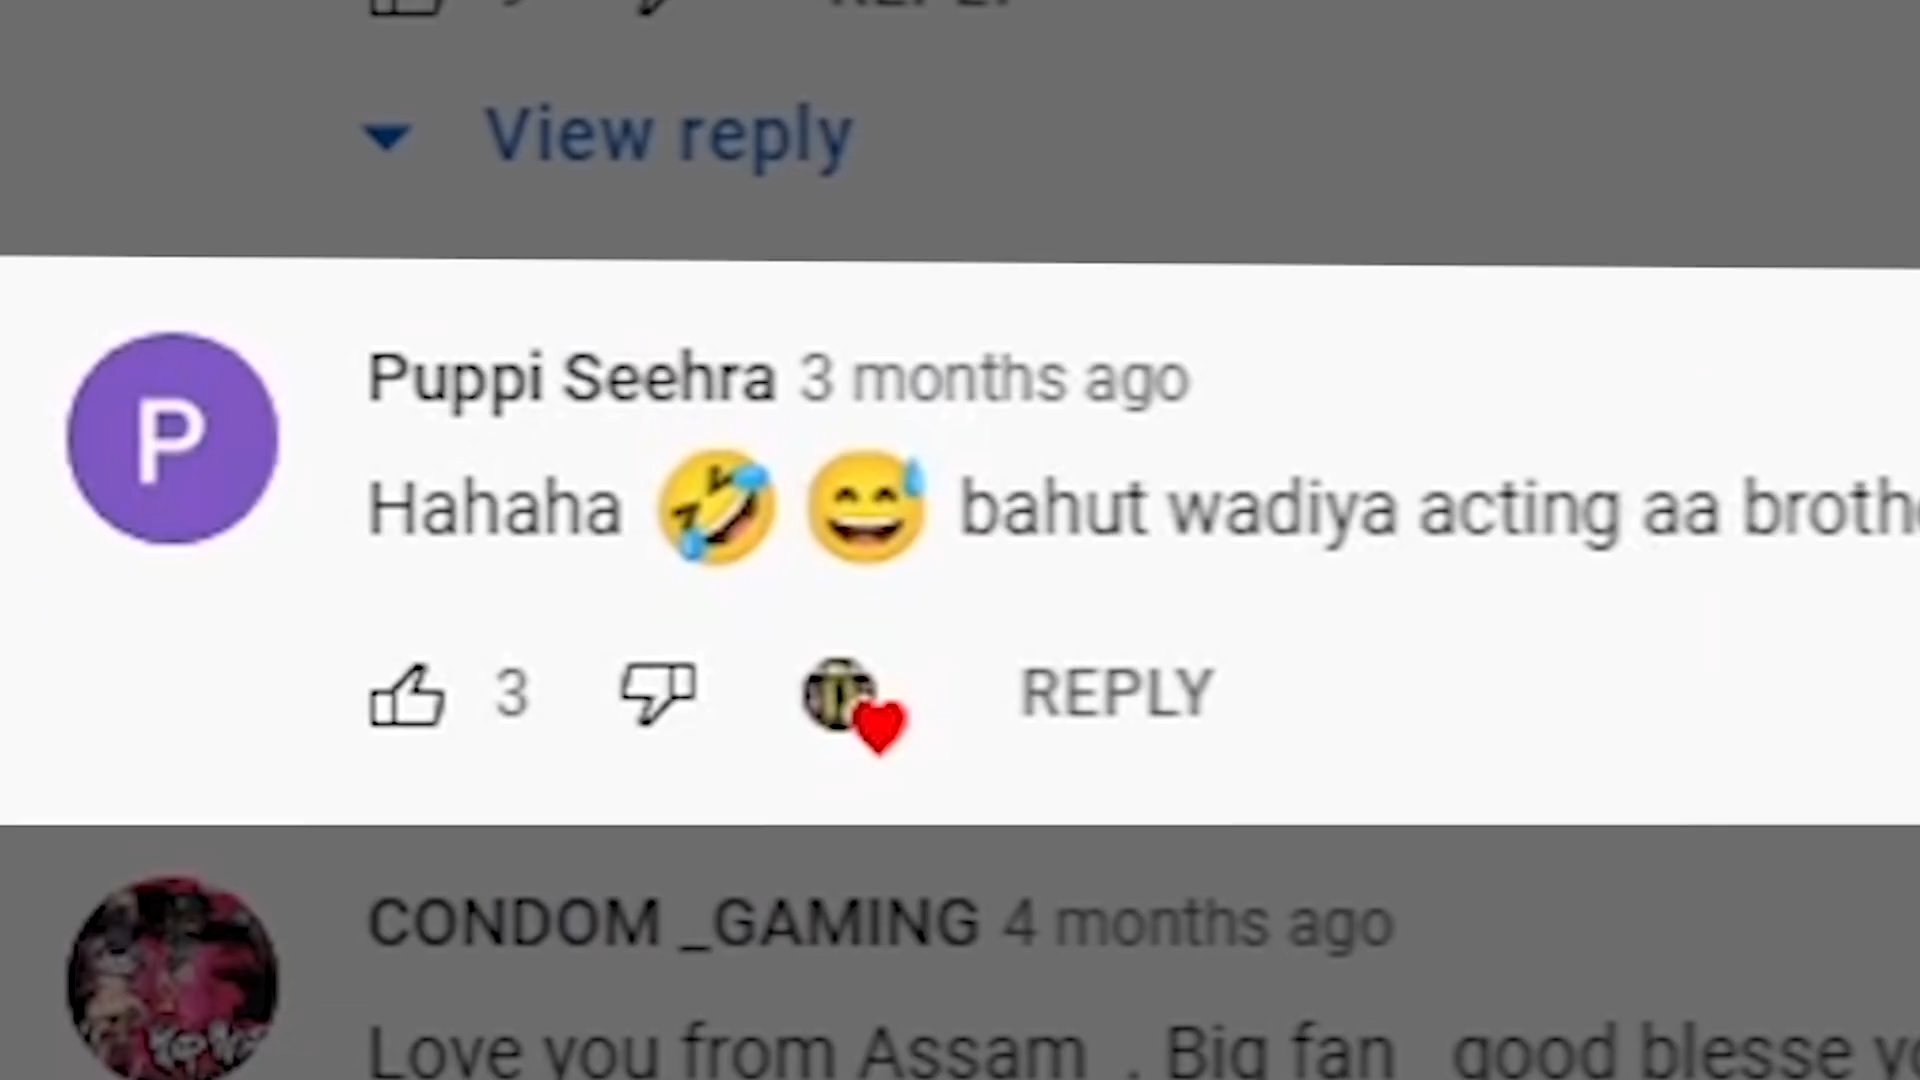 REPLY
View reply
P
Puppi Seehra 3 months ago
Hahaha 🤣 😅 bahut wadiya acting aa
3 REPLY
CONDOM _GAMING 4 months ago
Love you from Assam . Big fan good blesse